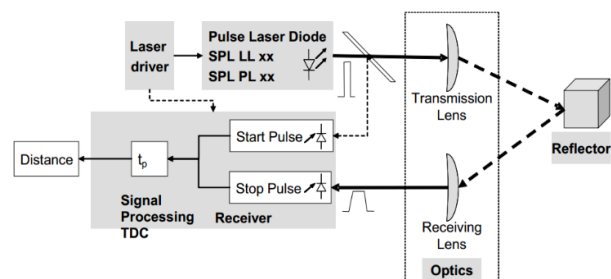 Laser
driver
Pulse Laser Diode
SPL LL xx
SPL PL xx
Transmission
Lens
Reflector
Start Pulse
Distance
tp
Stop Pulse
Signal
Processing
TDC
Receiver
Receiving
Lens
Optics